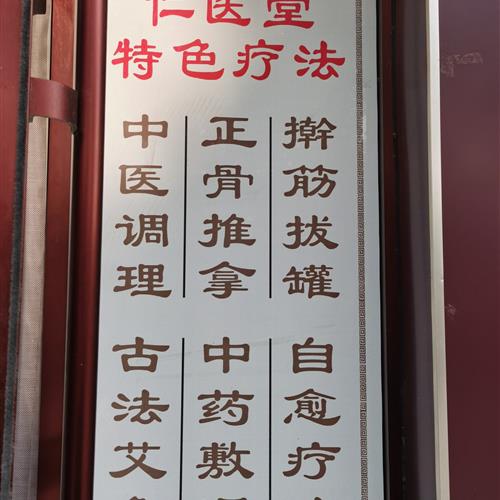 仁医堂
特色疗法
中医调理
正骨推拿
擀筋拔罐
古法艾
中药敷
自愈疗